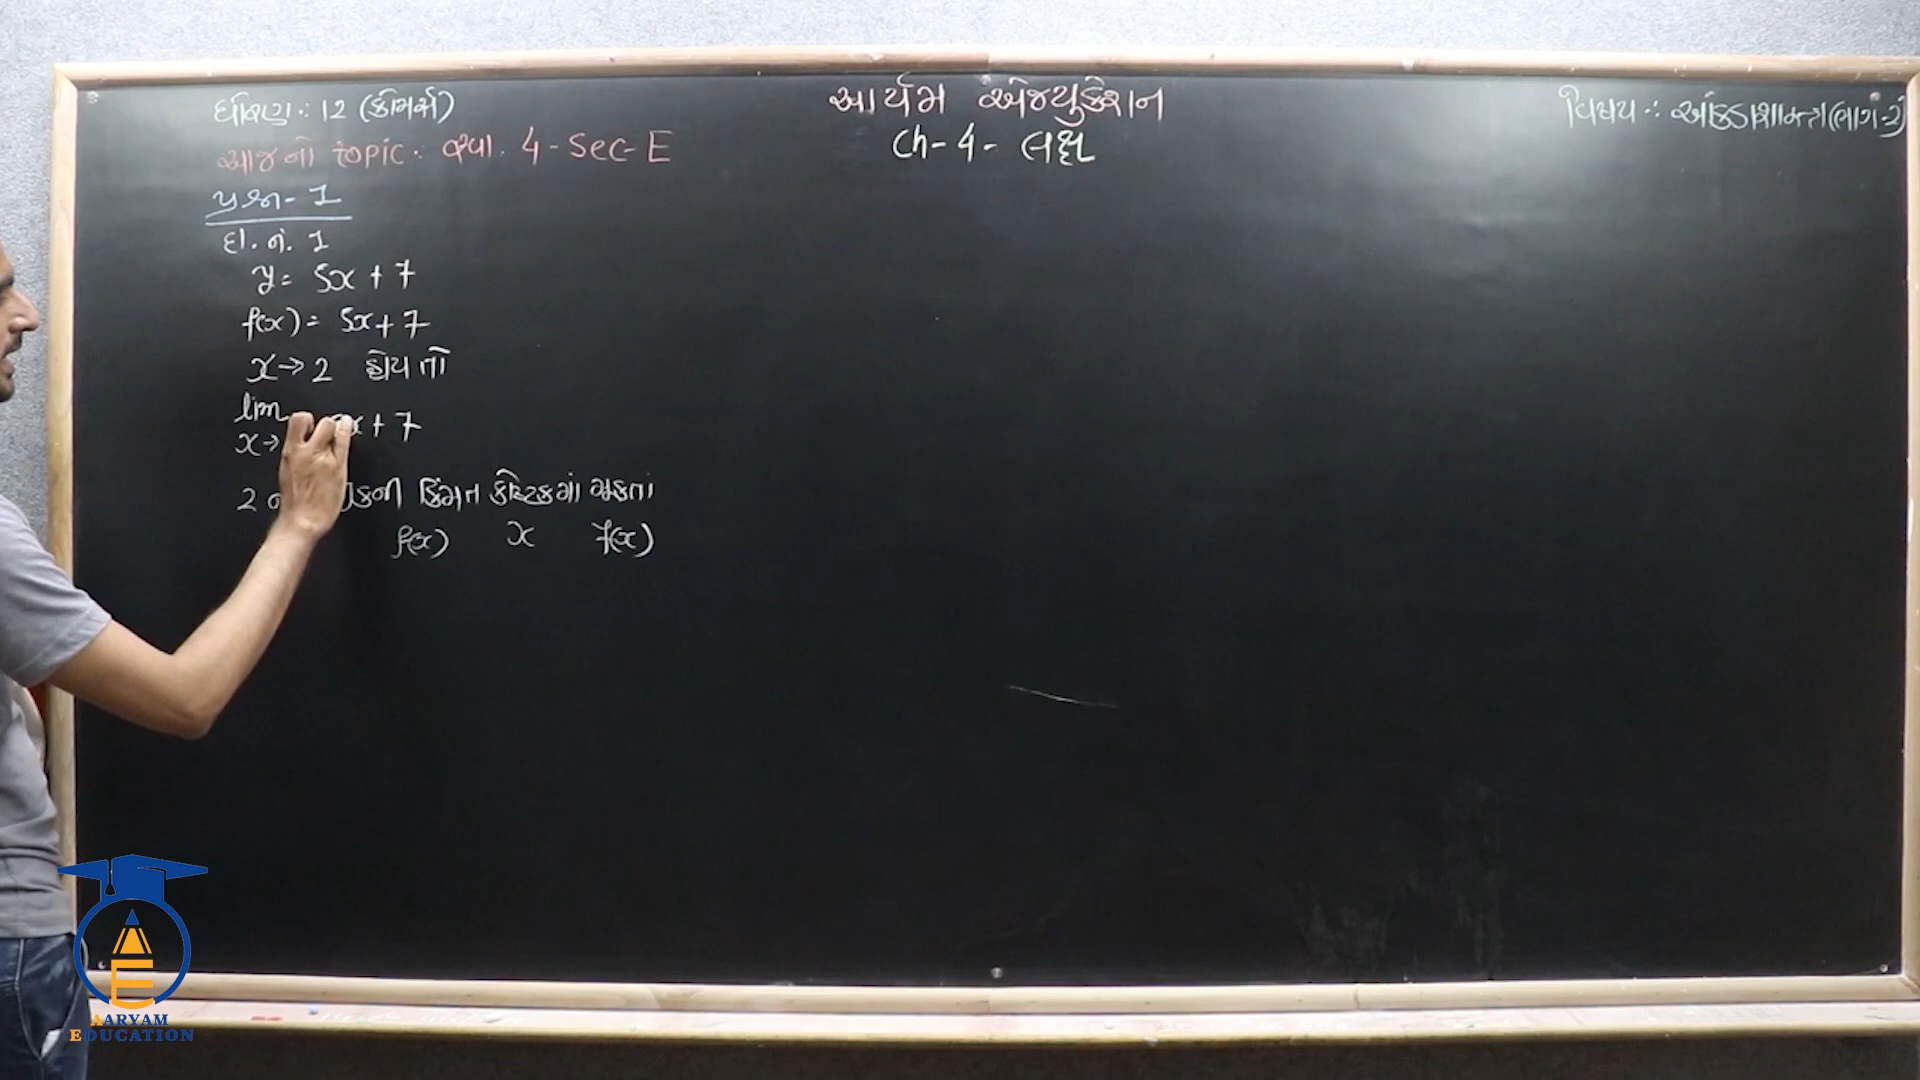 ધોરણ : 12 (કોમર્સ)
આર્યમ એજ્યુકેશન
વિષય : આંકડાશાસ્ત્ર (ભાગ-2)
આજનો topic : સ્વા. 4 - Sec-E
Ch-4 - લક્ષ
પ્રશ્ન - 1
દા. નં. 1
y = 5x + 7
f(x) = 5x + 7
x → 2 હોય તો
lim x + 7
x →
2 ની કિંમત કોષ્ટકમાં મુકતા
f(x) x f(x)
AARYAM
EDUCATION